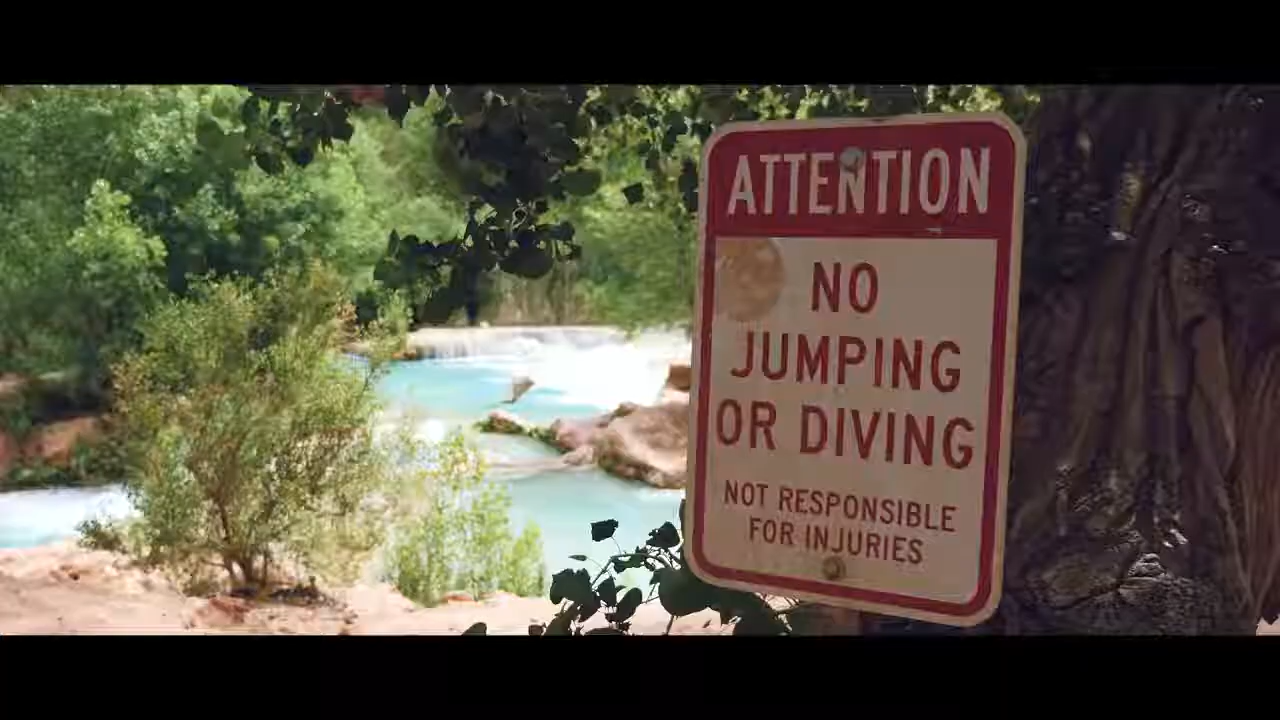 ATTENTION
NO
JUMPING
OR DIVING
NOT RESPONSIBLE
FOR INJURIES